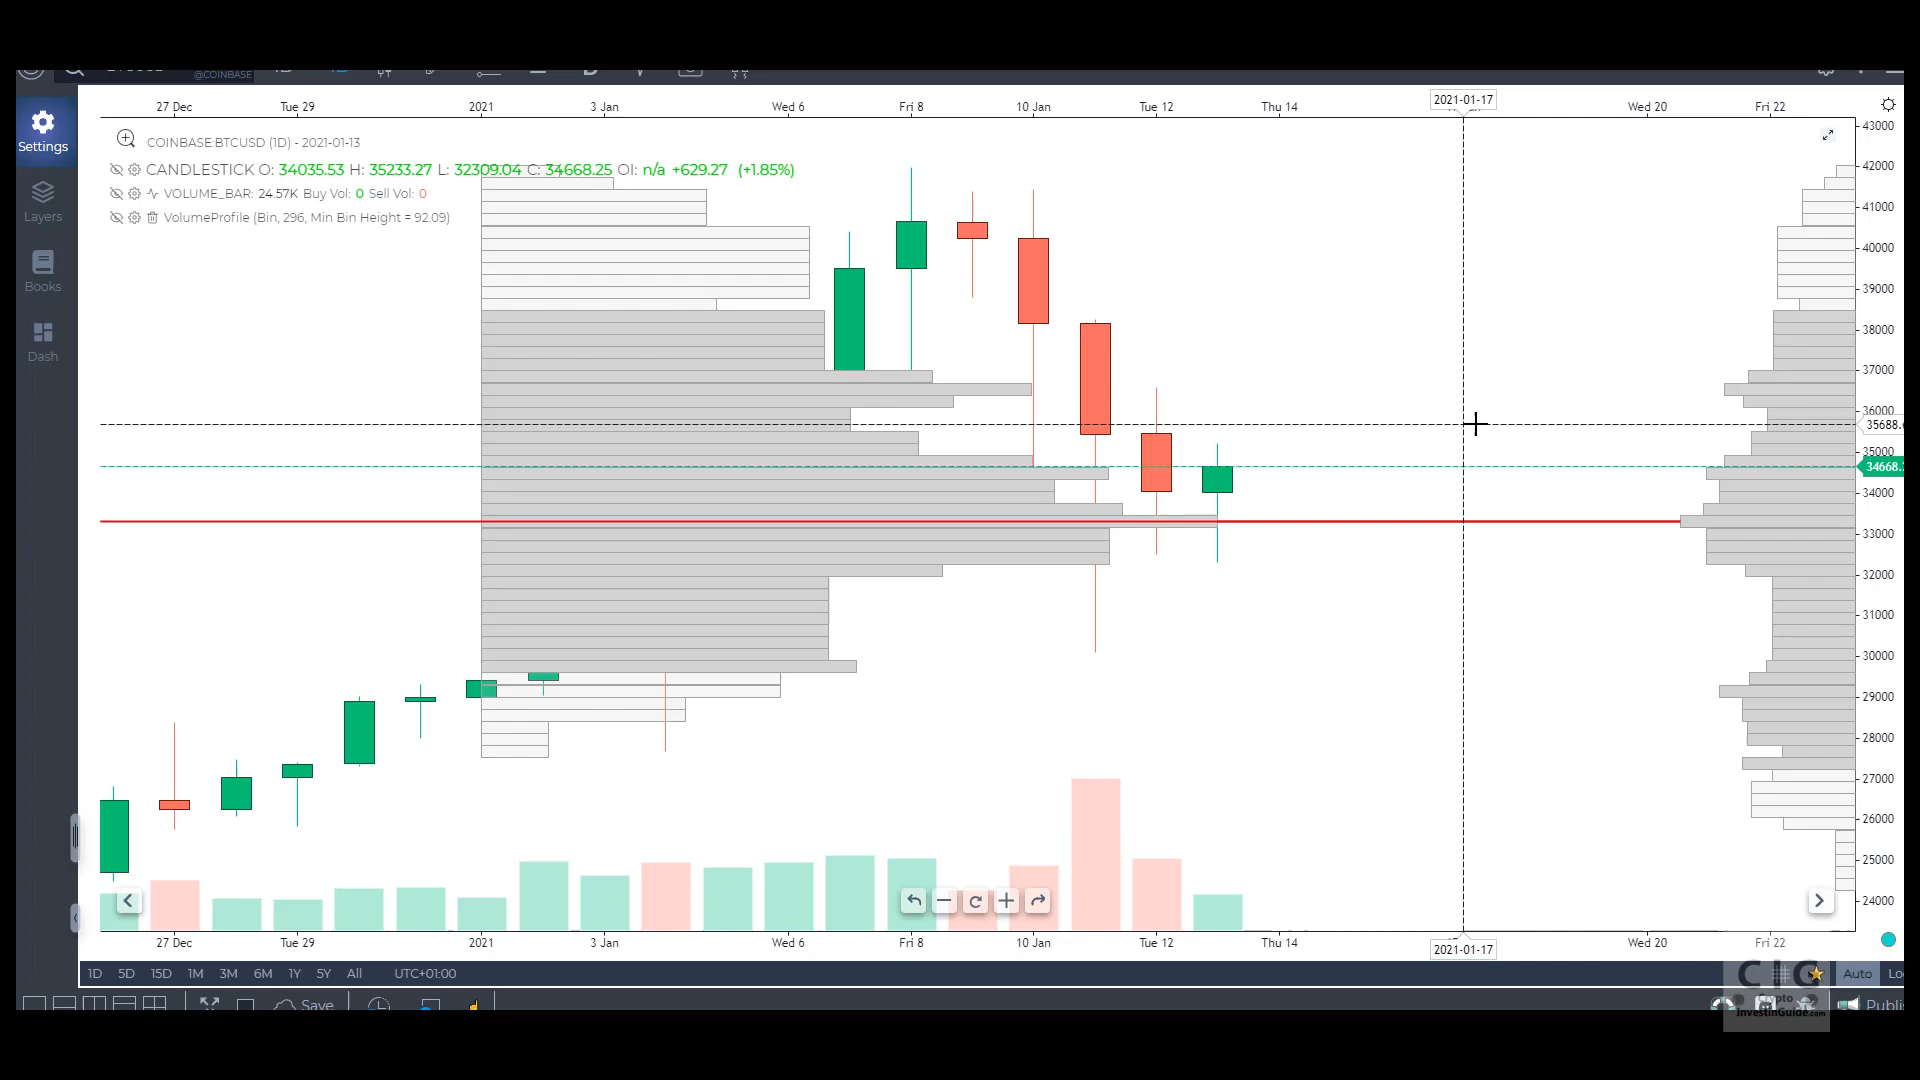 @COINBASE
27 Dec Tue 29 2021 3 Jan Wed 6 Fri 8 10 Jan Tue 12 Thu 14 2021-01-17 Wed 20 Fri 22
Settings
Layers
Books
Dash
COINBASE:BTCUSD (1D) - 2021-01-13
CANDLESTICK O: 34035.53 H: 35233.27 L: 32309.04 C: 34668.25 OI: n/a +629.27 (+1.85%)
VOLUME_BAR: 24.57K Buy Vol: 0 Sell Vol: 0
VolumeProfile (Bin, 296, Min Bin Height = 92.09)
43000
42000
41000
40000
39000
38000
37000
36000
35688.
35000
34668.
34000
33000
32000
31000
30000
29000
28000
27000
26000
25000
24000
27 Dec Tue 29 2021 3 Jan Wed 6 Fri 8 10 Jan Tue 12 Thu 14 2021-01-17 Wed 20 Fri 22
1D 5D 15D 1M 3M 6M 1Y 5Y All UTC+01:00 Auto Lo
Save Publi
CIG
Crypto
InvestinGuide.com